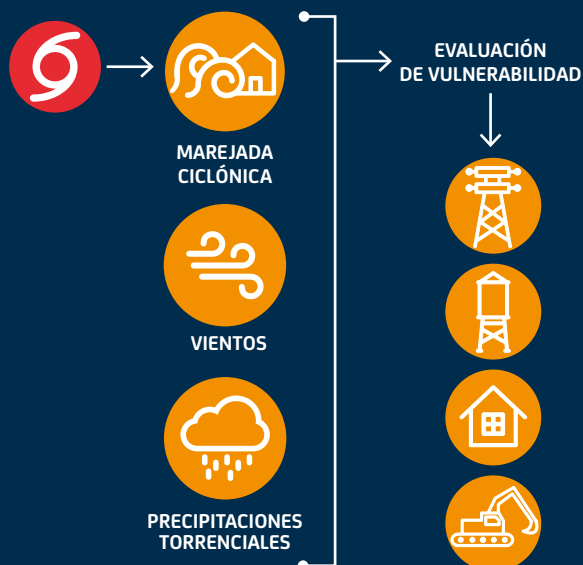 EVALUACIÓN
DE VULNERABILIDAD
MAREJADA
CICLÓNICA
VIENTOS
PRECIPITACIONES
TORRENCIALES